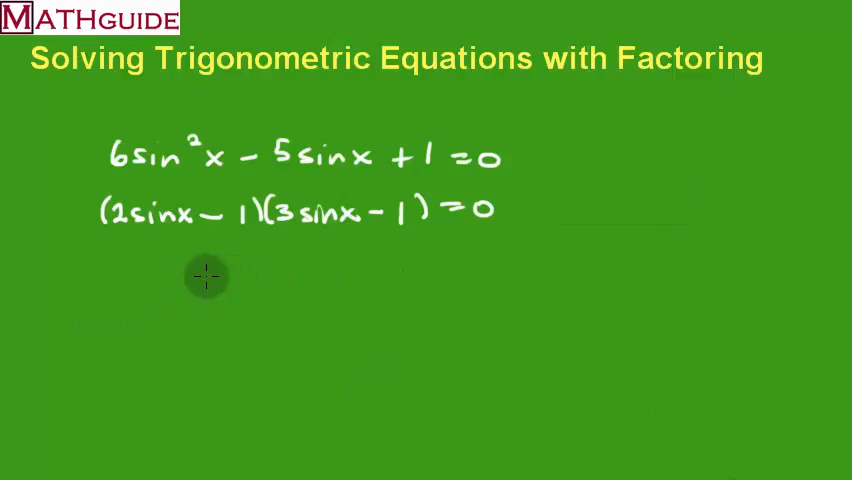 MATHGUIDE
Solving Trigonometric Equations with Factoring
6sin²x - 5sinx + 1 = 0
(2sinx - 1)(3sinx - 1) = 0